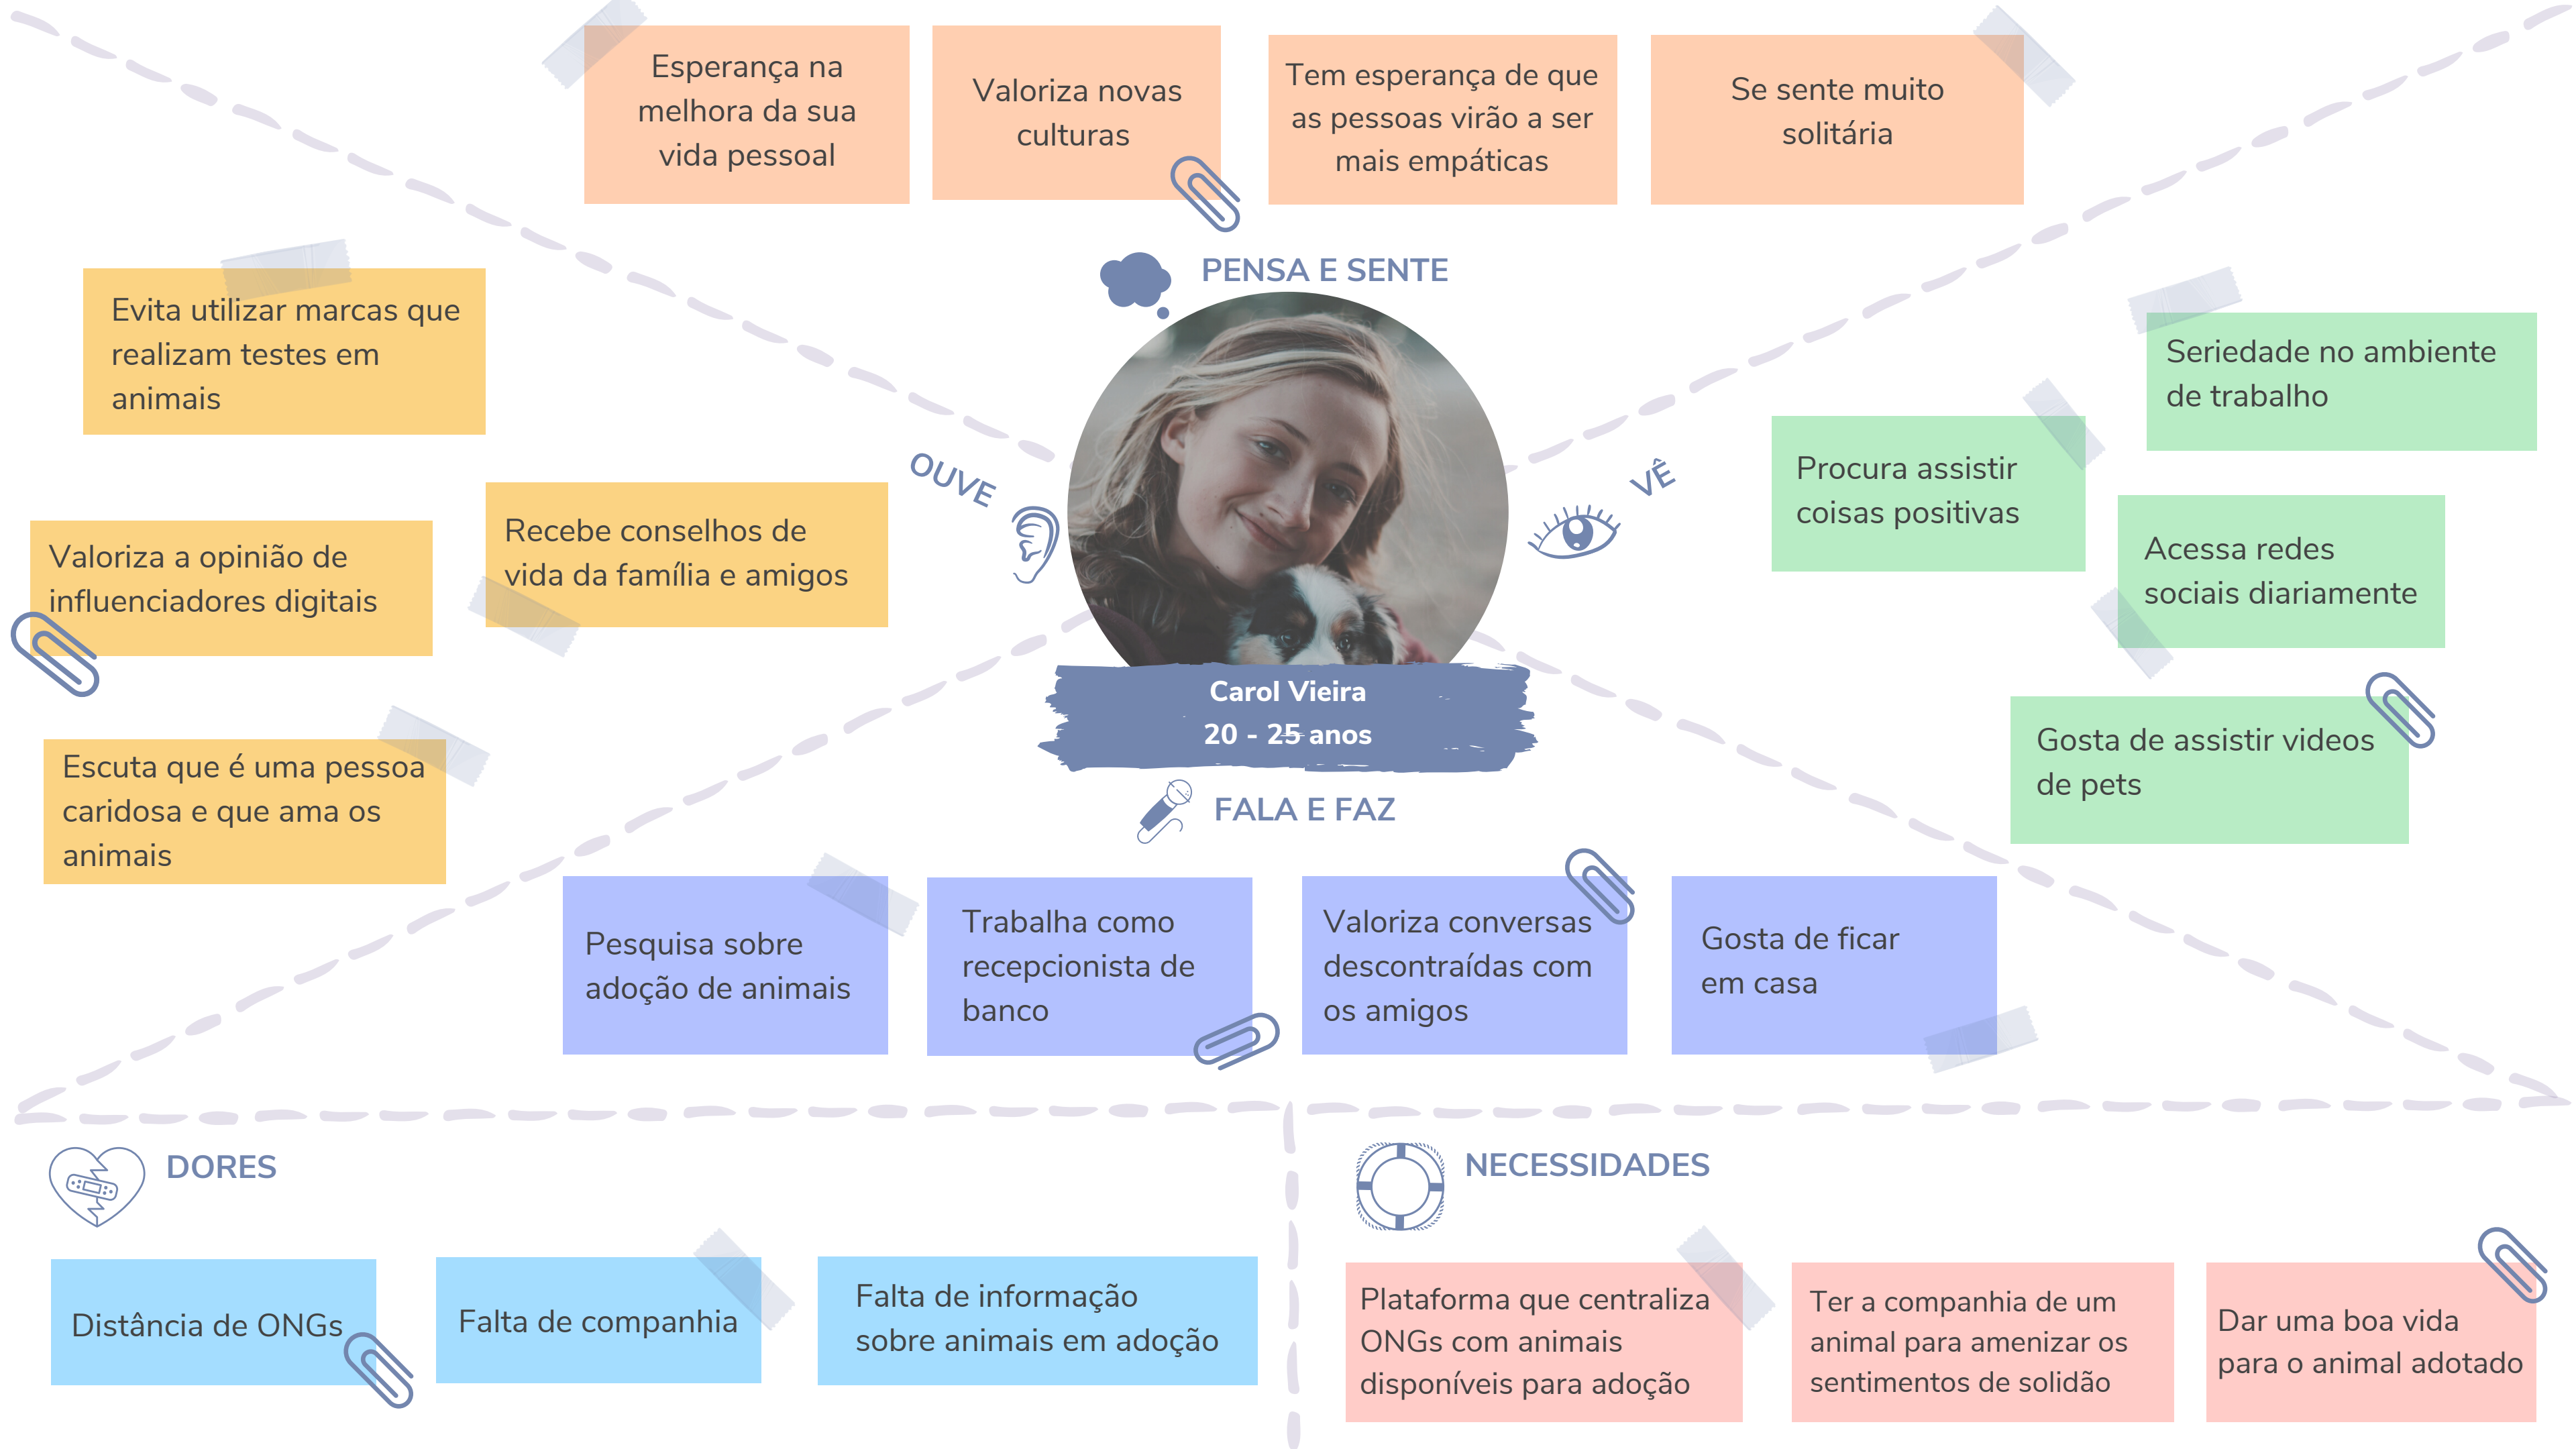 Esperança na
melhora da sua
vida pessoal
Valoriza novas
culturas
Tem esperança de que
as pessoas virão a ser
mais empáticas
Se sente muito
solitária
PENSA E SENTE
Evita utilizar marcas que
realizam testes em
animais
Valoriza a opinião de
influenciadores digitais
Recebe conselhos de
vida da família e amigos
Escuta que é uma pessoa
caridosa e que ama os
animais
OUVE
VÊ
Seriedade no ambiente
de trabalho
Procura assistir
coisas positivas
Acessa redes
sociais diariamente
Gosta de assistir videos
de pets
Carol Vieira
20 - 25 anos
FALA E FAZ
Pesquisa sobre
adoção de animais
Trabalha como
recepcionista de
banco
Valoriza conversas
descontraídas com
os amigos
Gosta de ficar
em casa
DORES
Distância de ONGs
Falta de companhia
Falta de informação
sobre animais em adoção
NECESSIDADES
Plataforma que centraliza
ONGs com animais
disponíveis para adoção
Ter a companhia de um
animal para amenizar os
sentimentos de solidão
Dar uma boa vida
para o animal adotado